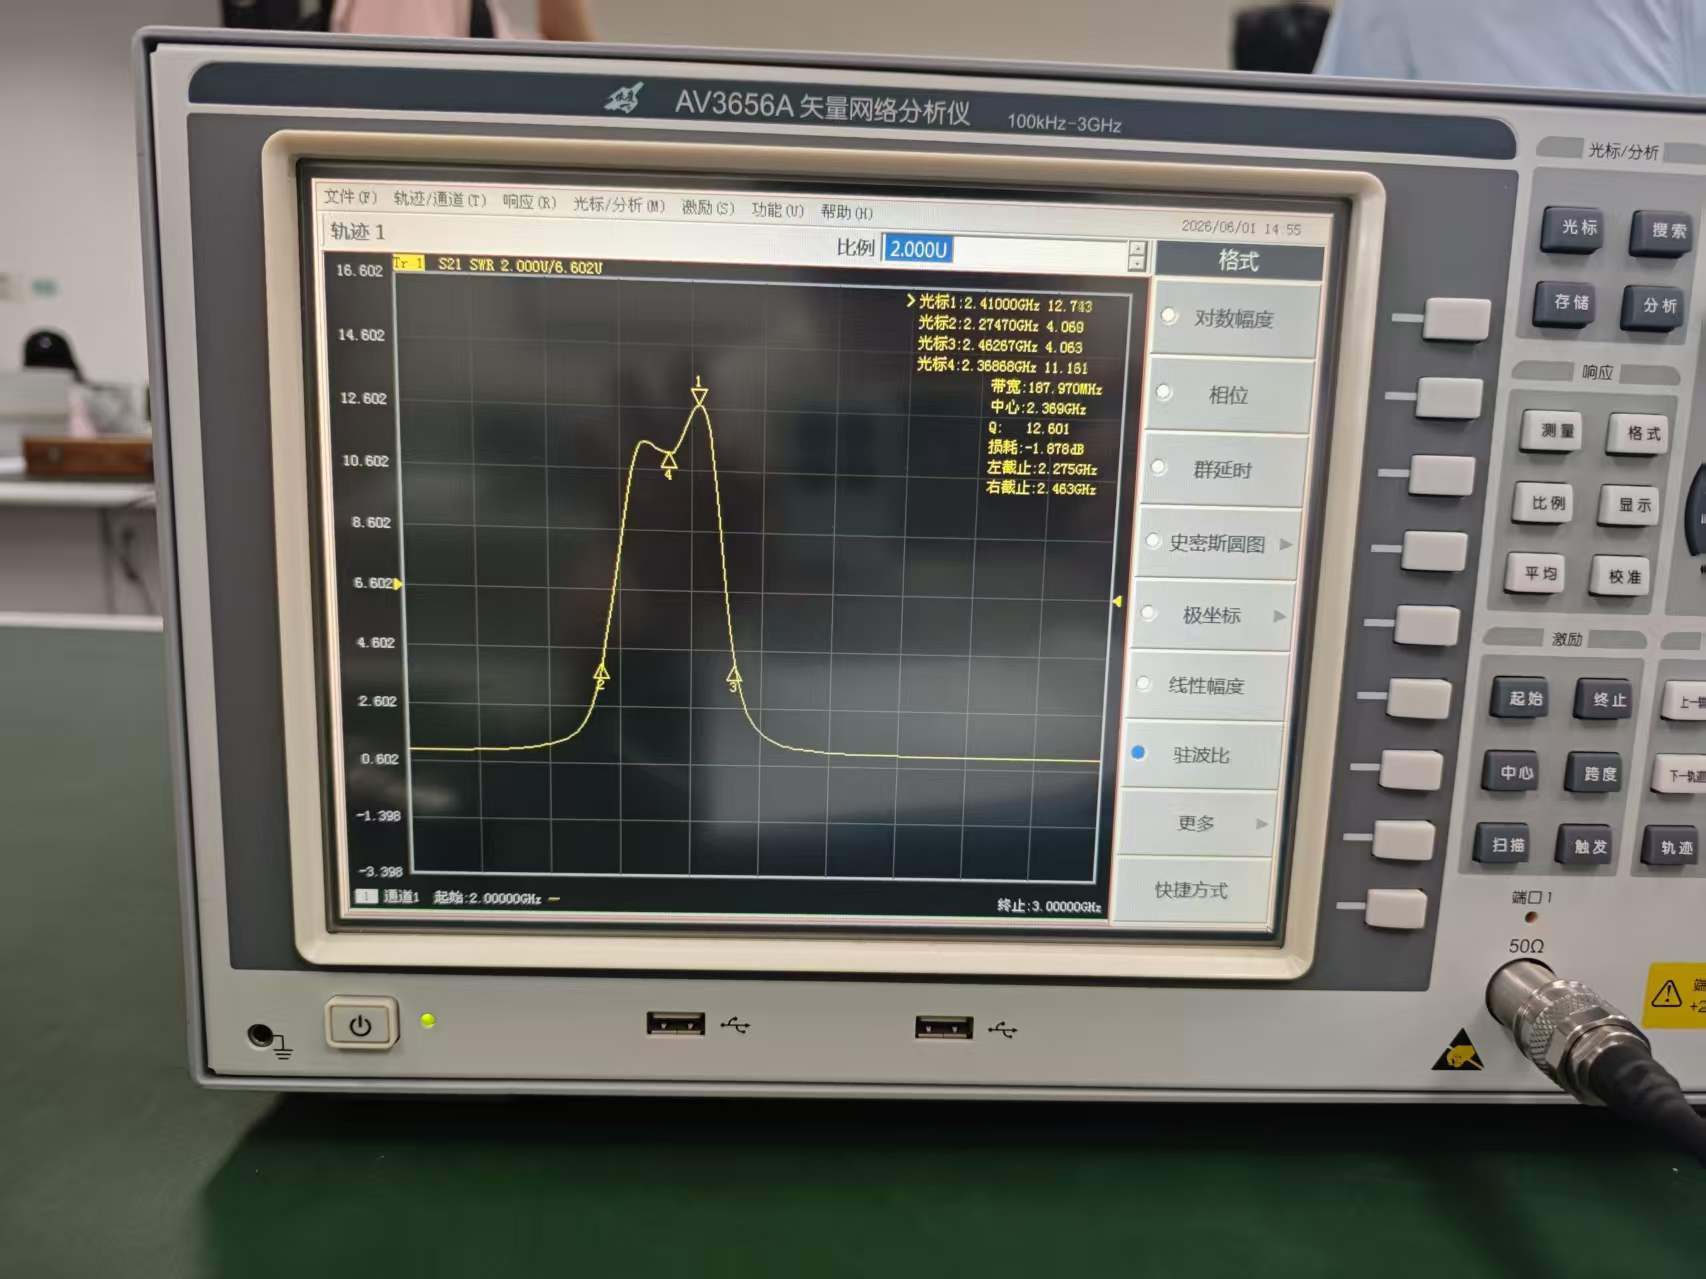 AV3656A 矢量网络分析仪 100kHz-3GHz
文件(F) 轨迹/通道(T) 响应(R) 光标/分析(M) 激励(S) 功能(U) 帮助(H)
2026/06/01 14:55
轨迹 1
比例 2.000U
格式
Tr 1 S21 SWR 2.000U/6.602U
16.602
14.602
12.602
10.602
8.602
6.602
4.602
2.602
0.602
-1.398
-3.398
>光标1:2.41000GHz 12.743
光标2:2.27470GHz 4.069
光标3:2.46267GHz 4.063
光标4:2.36868GHz 11.161
带宽:187.970MHz
中心:2.369GHz
Q: 12.601
损耗:-1.878dB
左截止:2.275GHz
右截止:2.463GHz
1
4
2
3
1 通道1 起始:2.00000GHz
终止:3.00000GHz
对数幅度
相位
群延时
史密斯圆图
极坐标
线性幅度
驻波比
更多
快捷方式
光标/分析
光标 搜索
存储 分析
响应
测量 格式
比例 显示
平均 校准
激励
起始 终止
中心 跨度
下一轨迹
扫描 触发
轨迹
端口1
50Ω